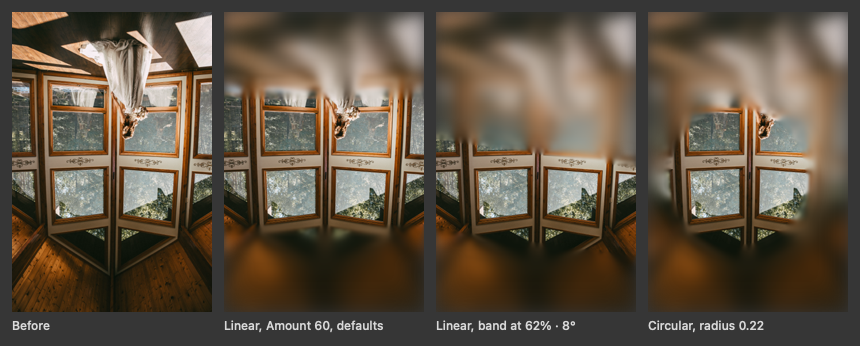 Before
Linear, Amount 60, defaults
Linear, band at 62% · 8°
Circular, radius 0.22